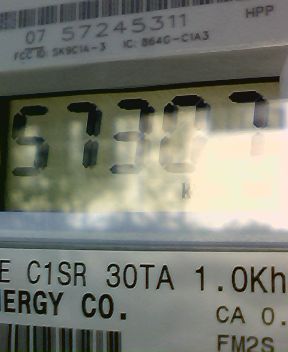 HPP
07 57245311
FCC ID: SK9C1A-3 IC: 864G-C1A3
57307
k
E C1SR 30TA 1.0Kh
NERGY CO.
CA 0.
FM2S